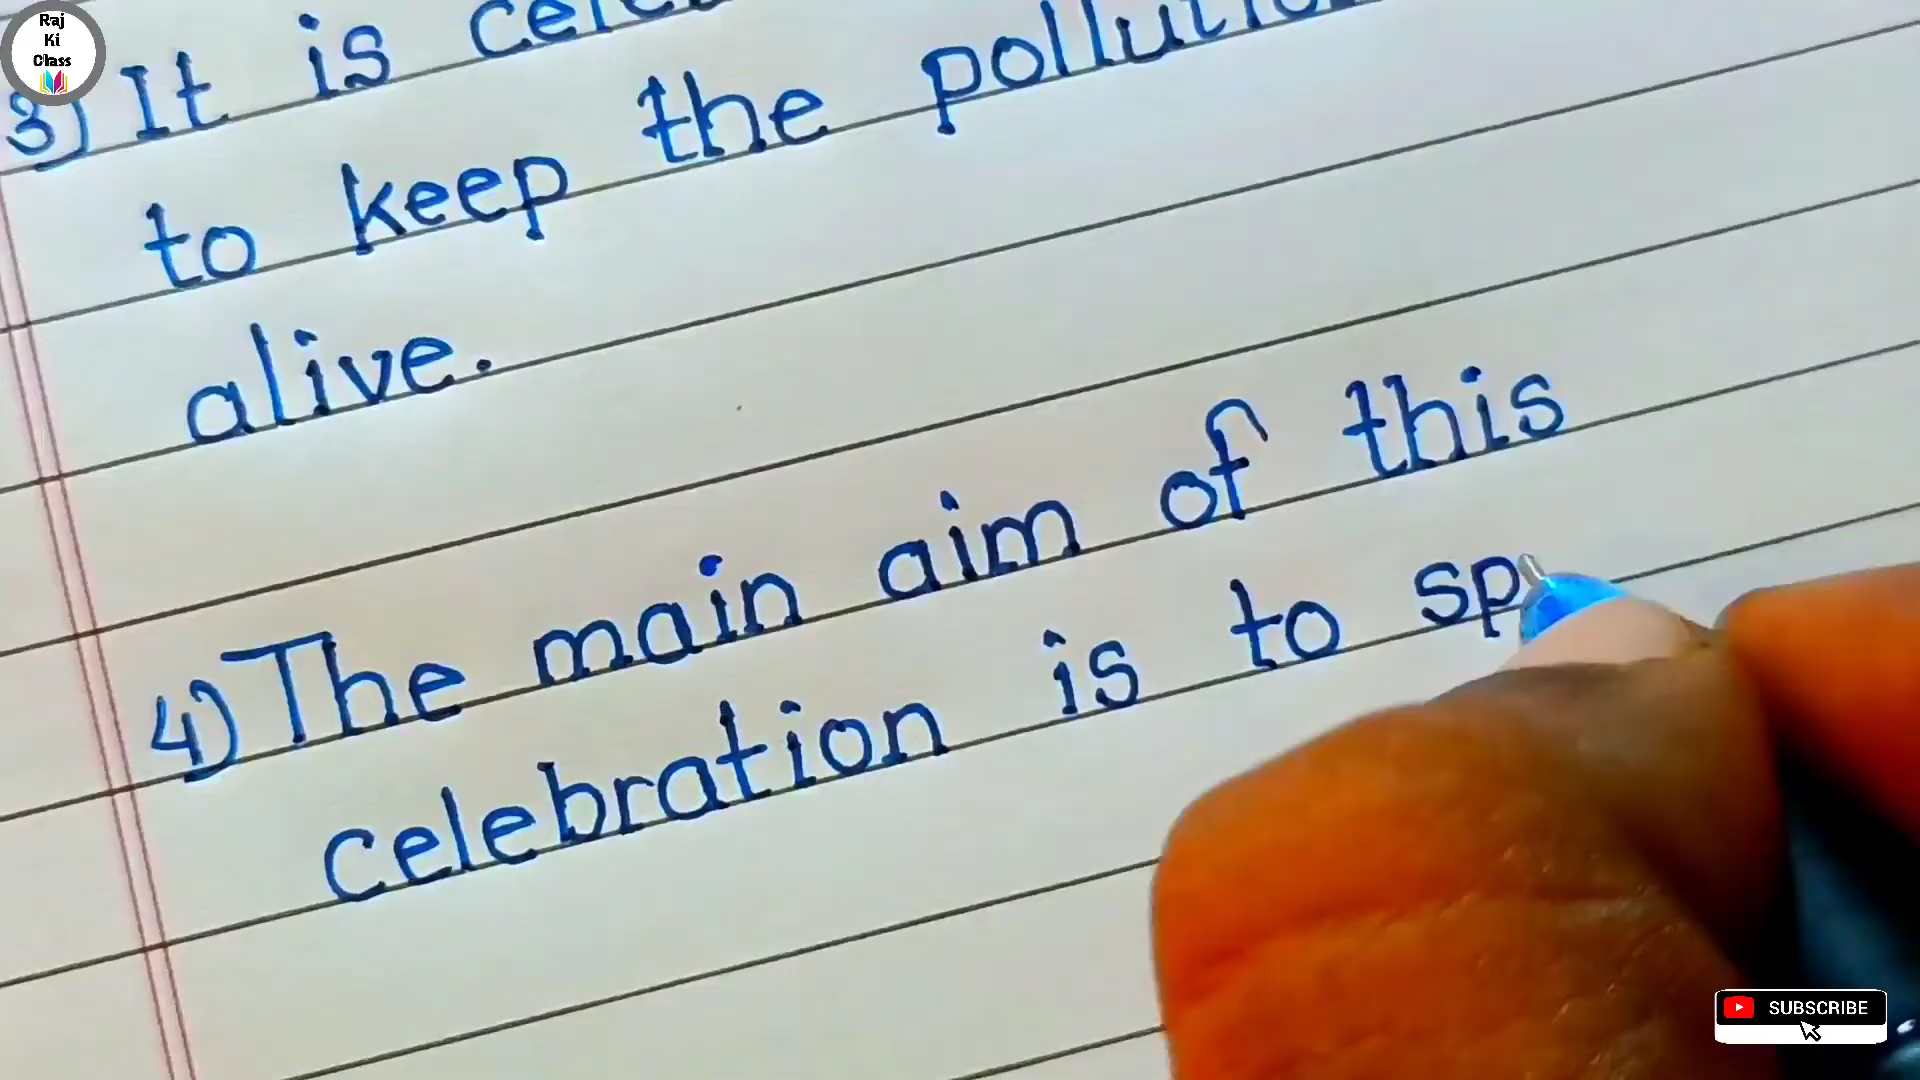 Raj
Ki
Class
3) It is
to keep the
alive.
4) The main aim of this
celebration is to sp
SUBSCRIBE